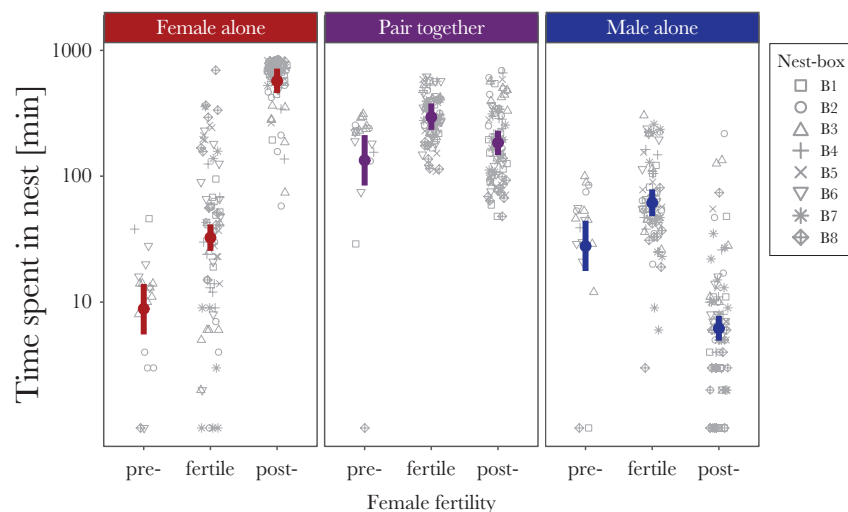 Female alone
Pair together
Male alone
Time spent in nest [min]
1000
100
10
pre-
fertile
post-
pre-
fertile
post-
pre-
fertile
post-
Female fertility
Nest-box
B1
B2
B3
B4
B5
B6
B7
B8